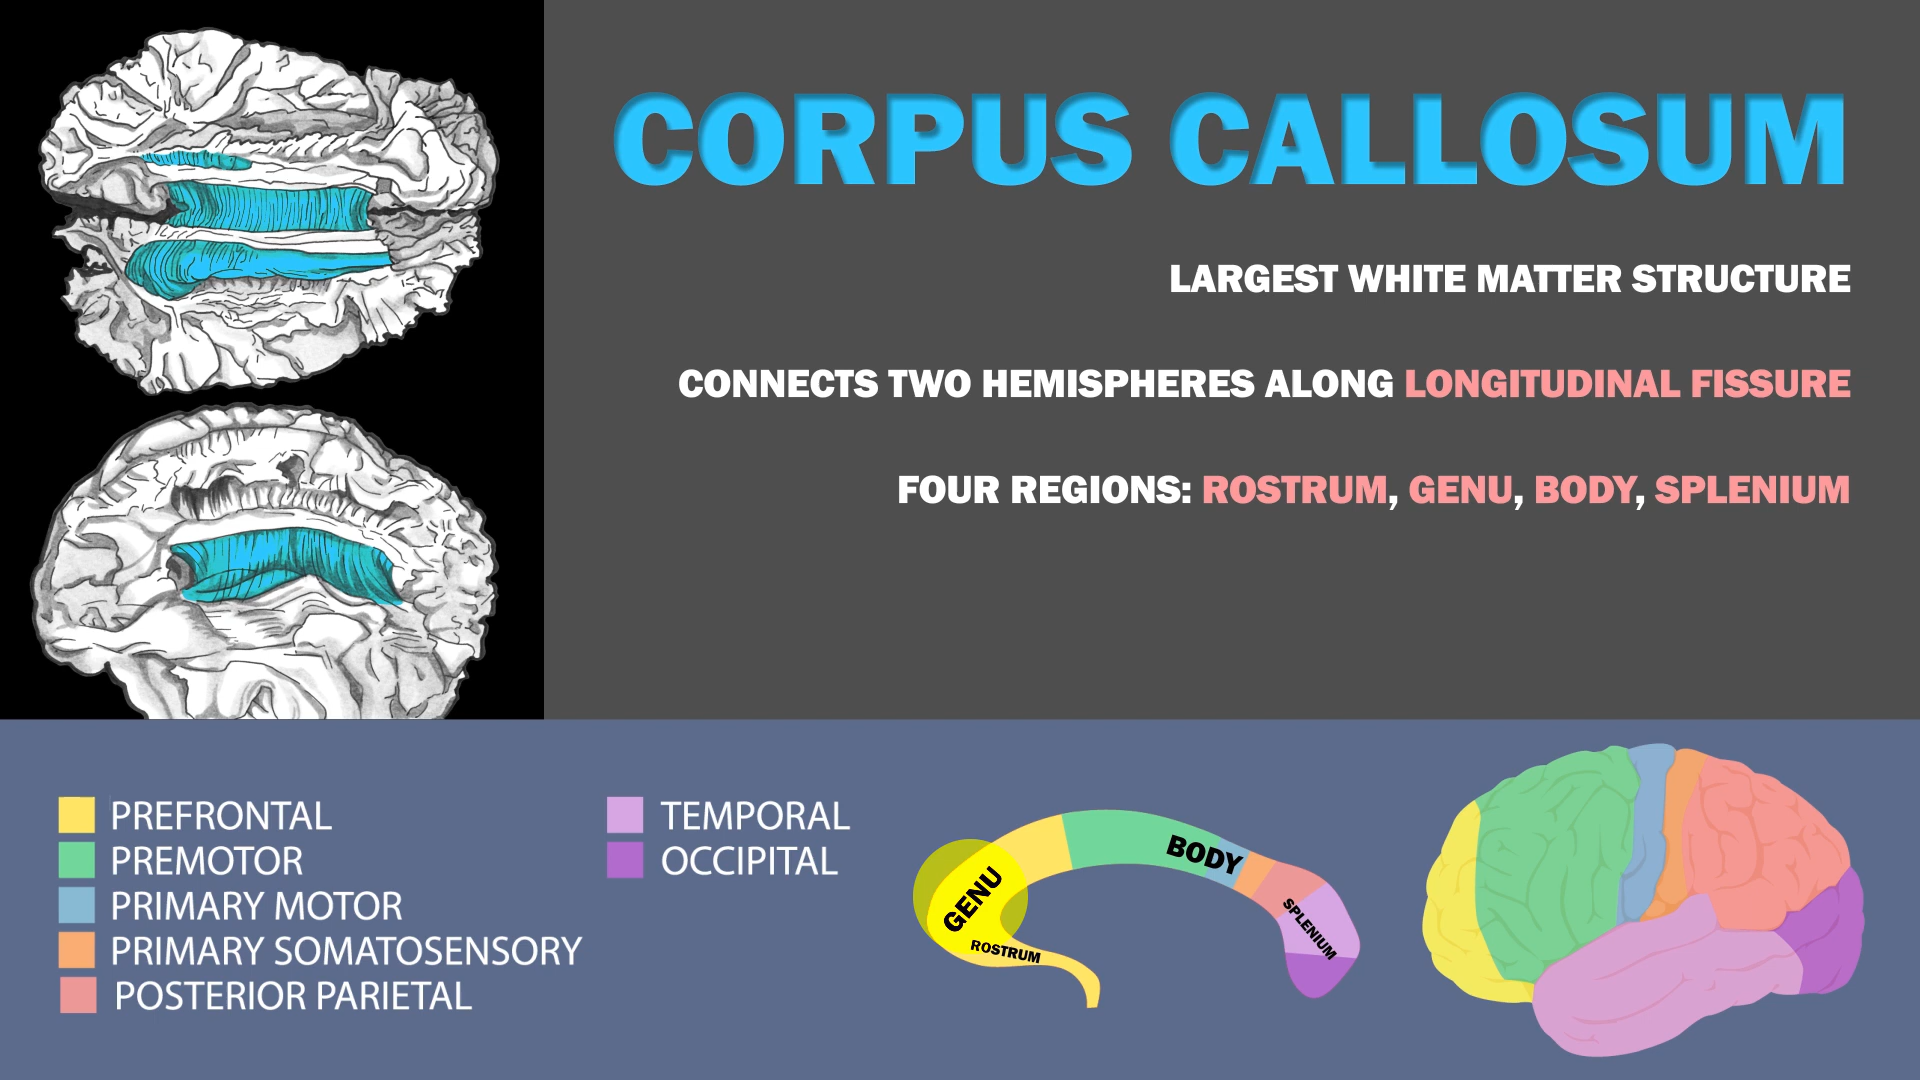 CORPUS CALLOSUM
LARGEST WHITE MATTER STRUCTURE
CONNECTS TWO HEMISPHERES ALONG LONGITUDINAL FISSURE
FOUR REGIONS: ROSTRUM, GENU, BODY, SPLENIUM
PREFRONTAL
PREMOTOR
PRIMARY MOTOR
PRIMARY SOMATOSENSORY
POSTERIOR PARIETAL
TEMPORAL
OCCIPITAL
GENU
ROSTRUM
BODY
SPLENIUM